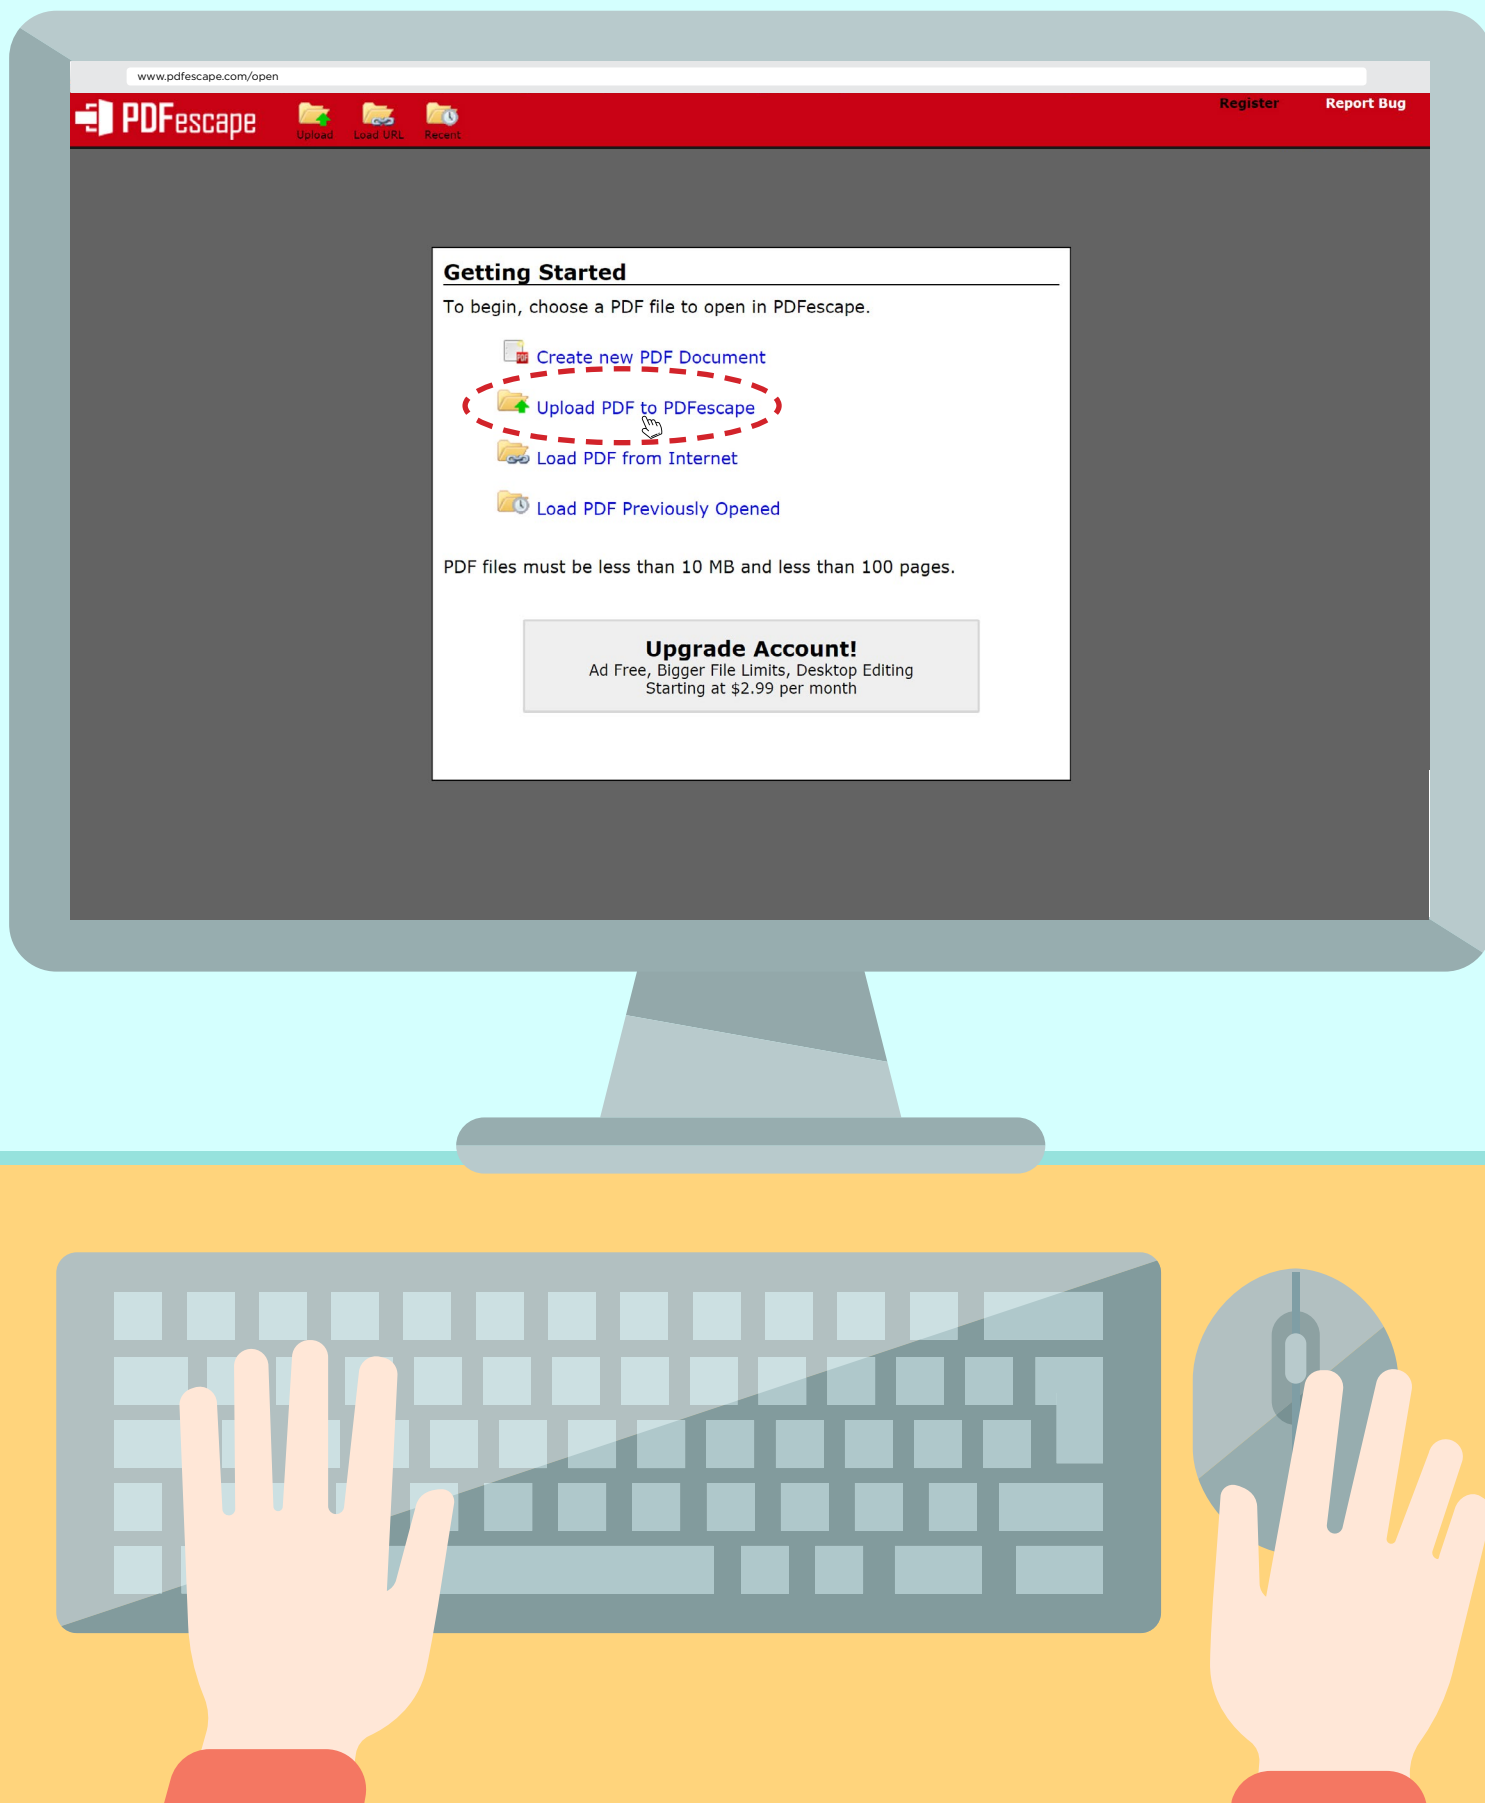 www.pdfescape.com/open
PDFescape
Upload Load URL Recent
Register Report Bug
Getting Started
To begin, choose a PDF file to open in PDFescape.
Create new PDF Document
Upload PDF to PDFescape
Load PDF from Internet
Load PDF Previously Opened
PDF files must be less than 10 MB and less than 100 pages.
Upgrade Account!
Ad Free, Bigger File Limits, Desktop Editing
Starting at $2.99 per month